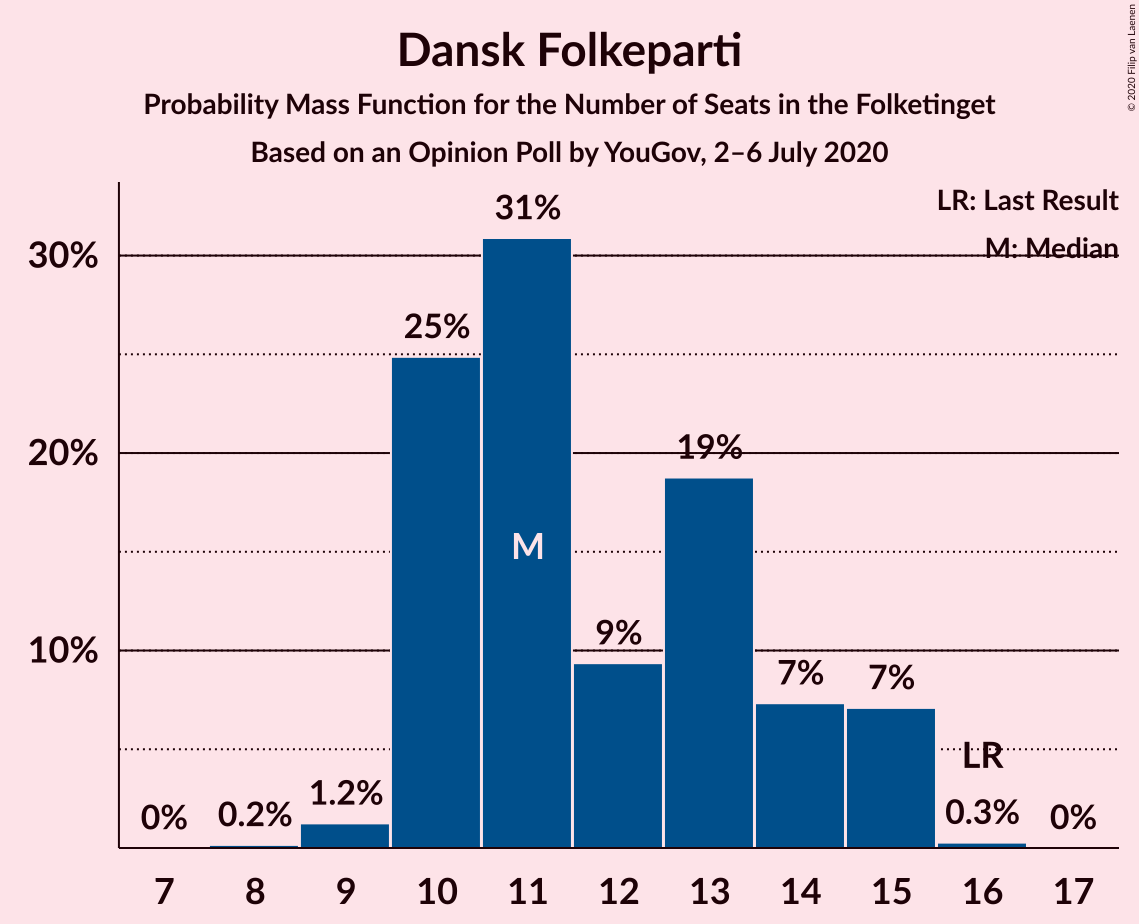 Dansk Folkeparti
Probability Mass Function for the Number of Seats in the Folketinget
Based on an Opinion Poll by YouGov, 2–6 July 2020
© 2020 Filip van Laenen
LR: Last Result
M: Median
30%
20%
10%
0%
0.2%
1.2%
25%
31%
M
9%
19%
7%
7%
LR
0.3%
0%
7 8 9 10 11 12 13 14 15 16 17